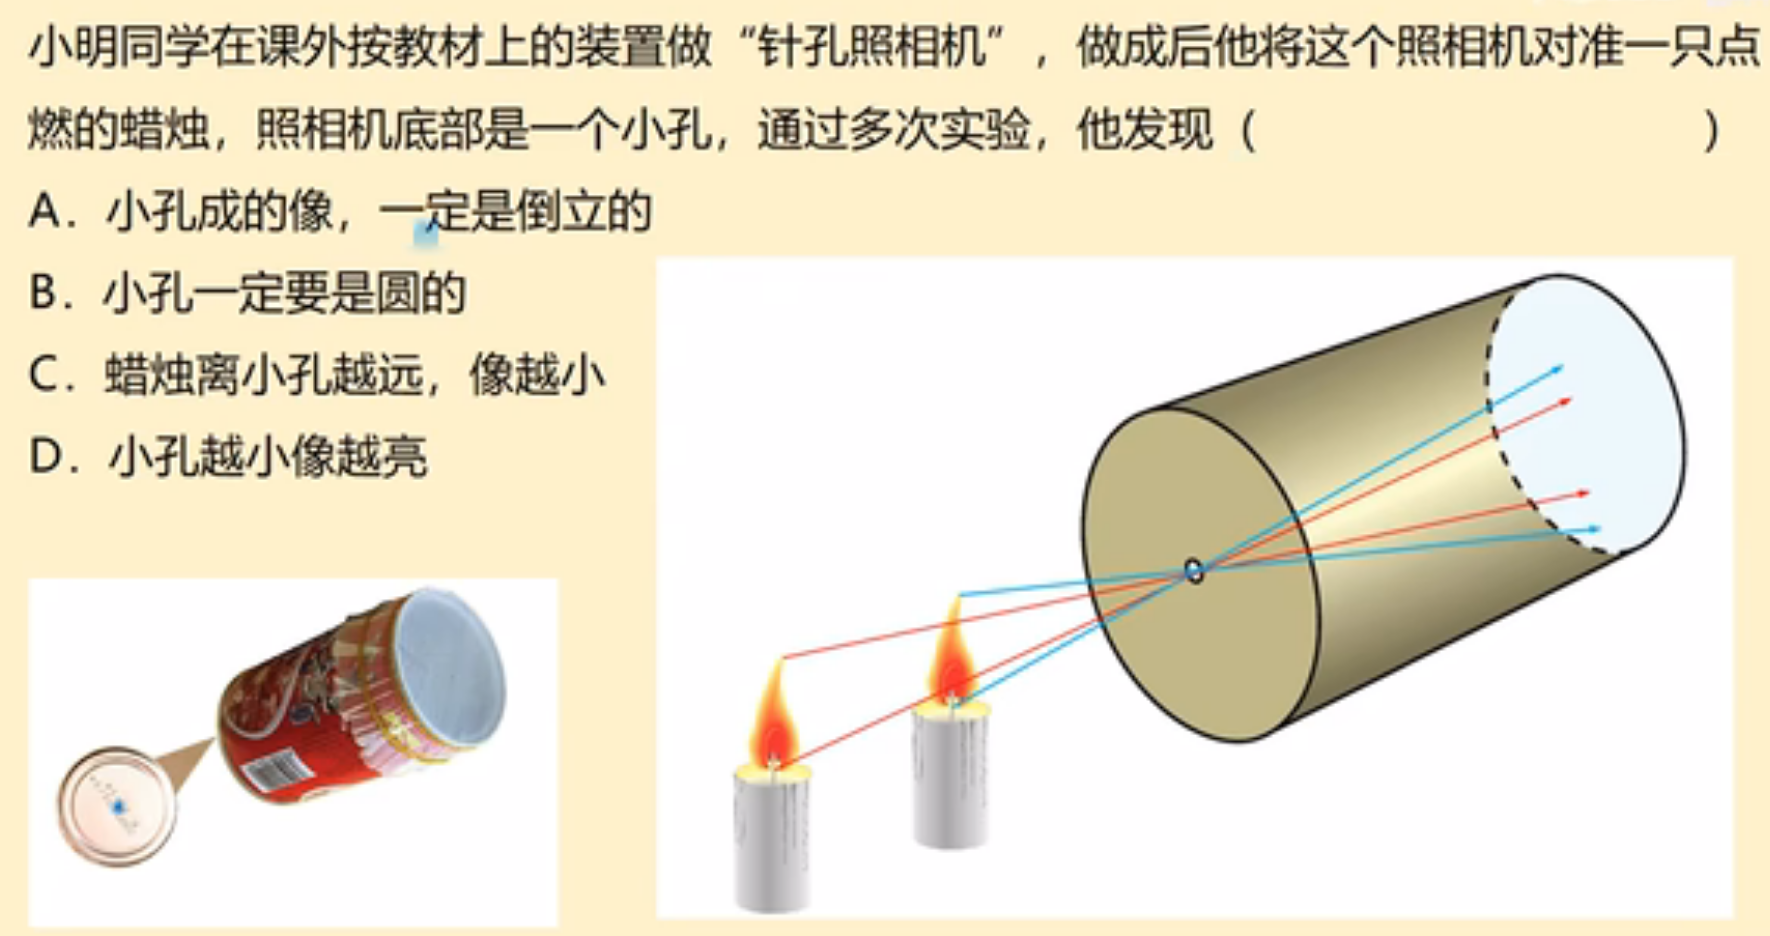 小明同学在课外按教材上的装置做“针孔照相机”，做成后他将这个照相机对准一只点
燃的蜡烛，照相机底部是一个小孔，通过多次实验，他发现（ ）
A．小孔成的像，一定是倒立的
B．小孔一定要是圆的
C．蜡烛离小孔越远，像越小
D．小孔越小像越亮